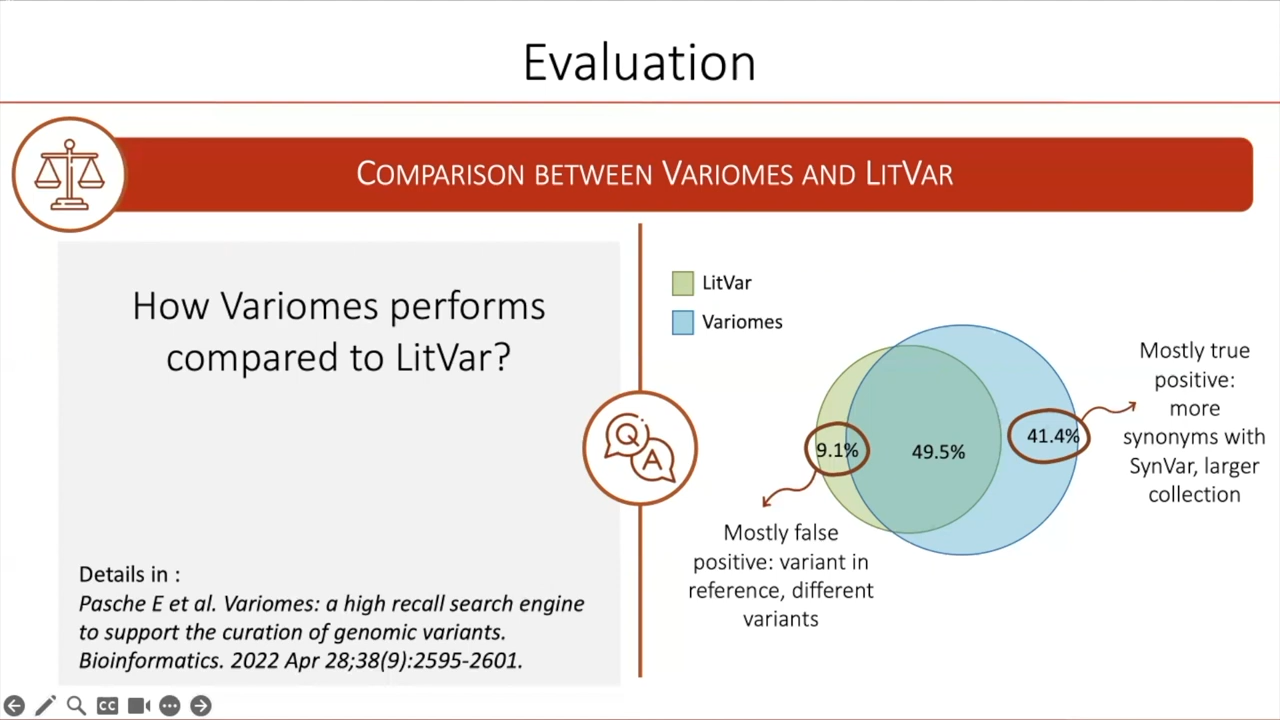 Evaluation
COMPARISON BETWEEN VARIOMES AND LITVAR
How Variomes performs
compared to LitVar?
Details in :
Pasche E et al. Variomes: a high recall search engine
to support the curation of genomic variants.
Bioinformatics. 2022 Apr 28;38(9):2595-2601.
Q
A
LitVar
Variomes
9.1%
49.5%
41.4%
Mostly true
positive:
more
synonyms with
SynVar, larger
collection
Mostly false
positive: variant in
reference, different
variants
CC